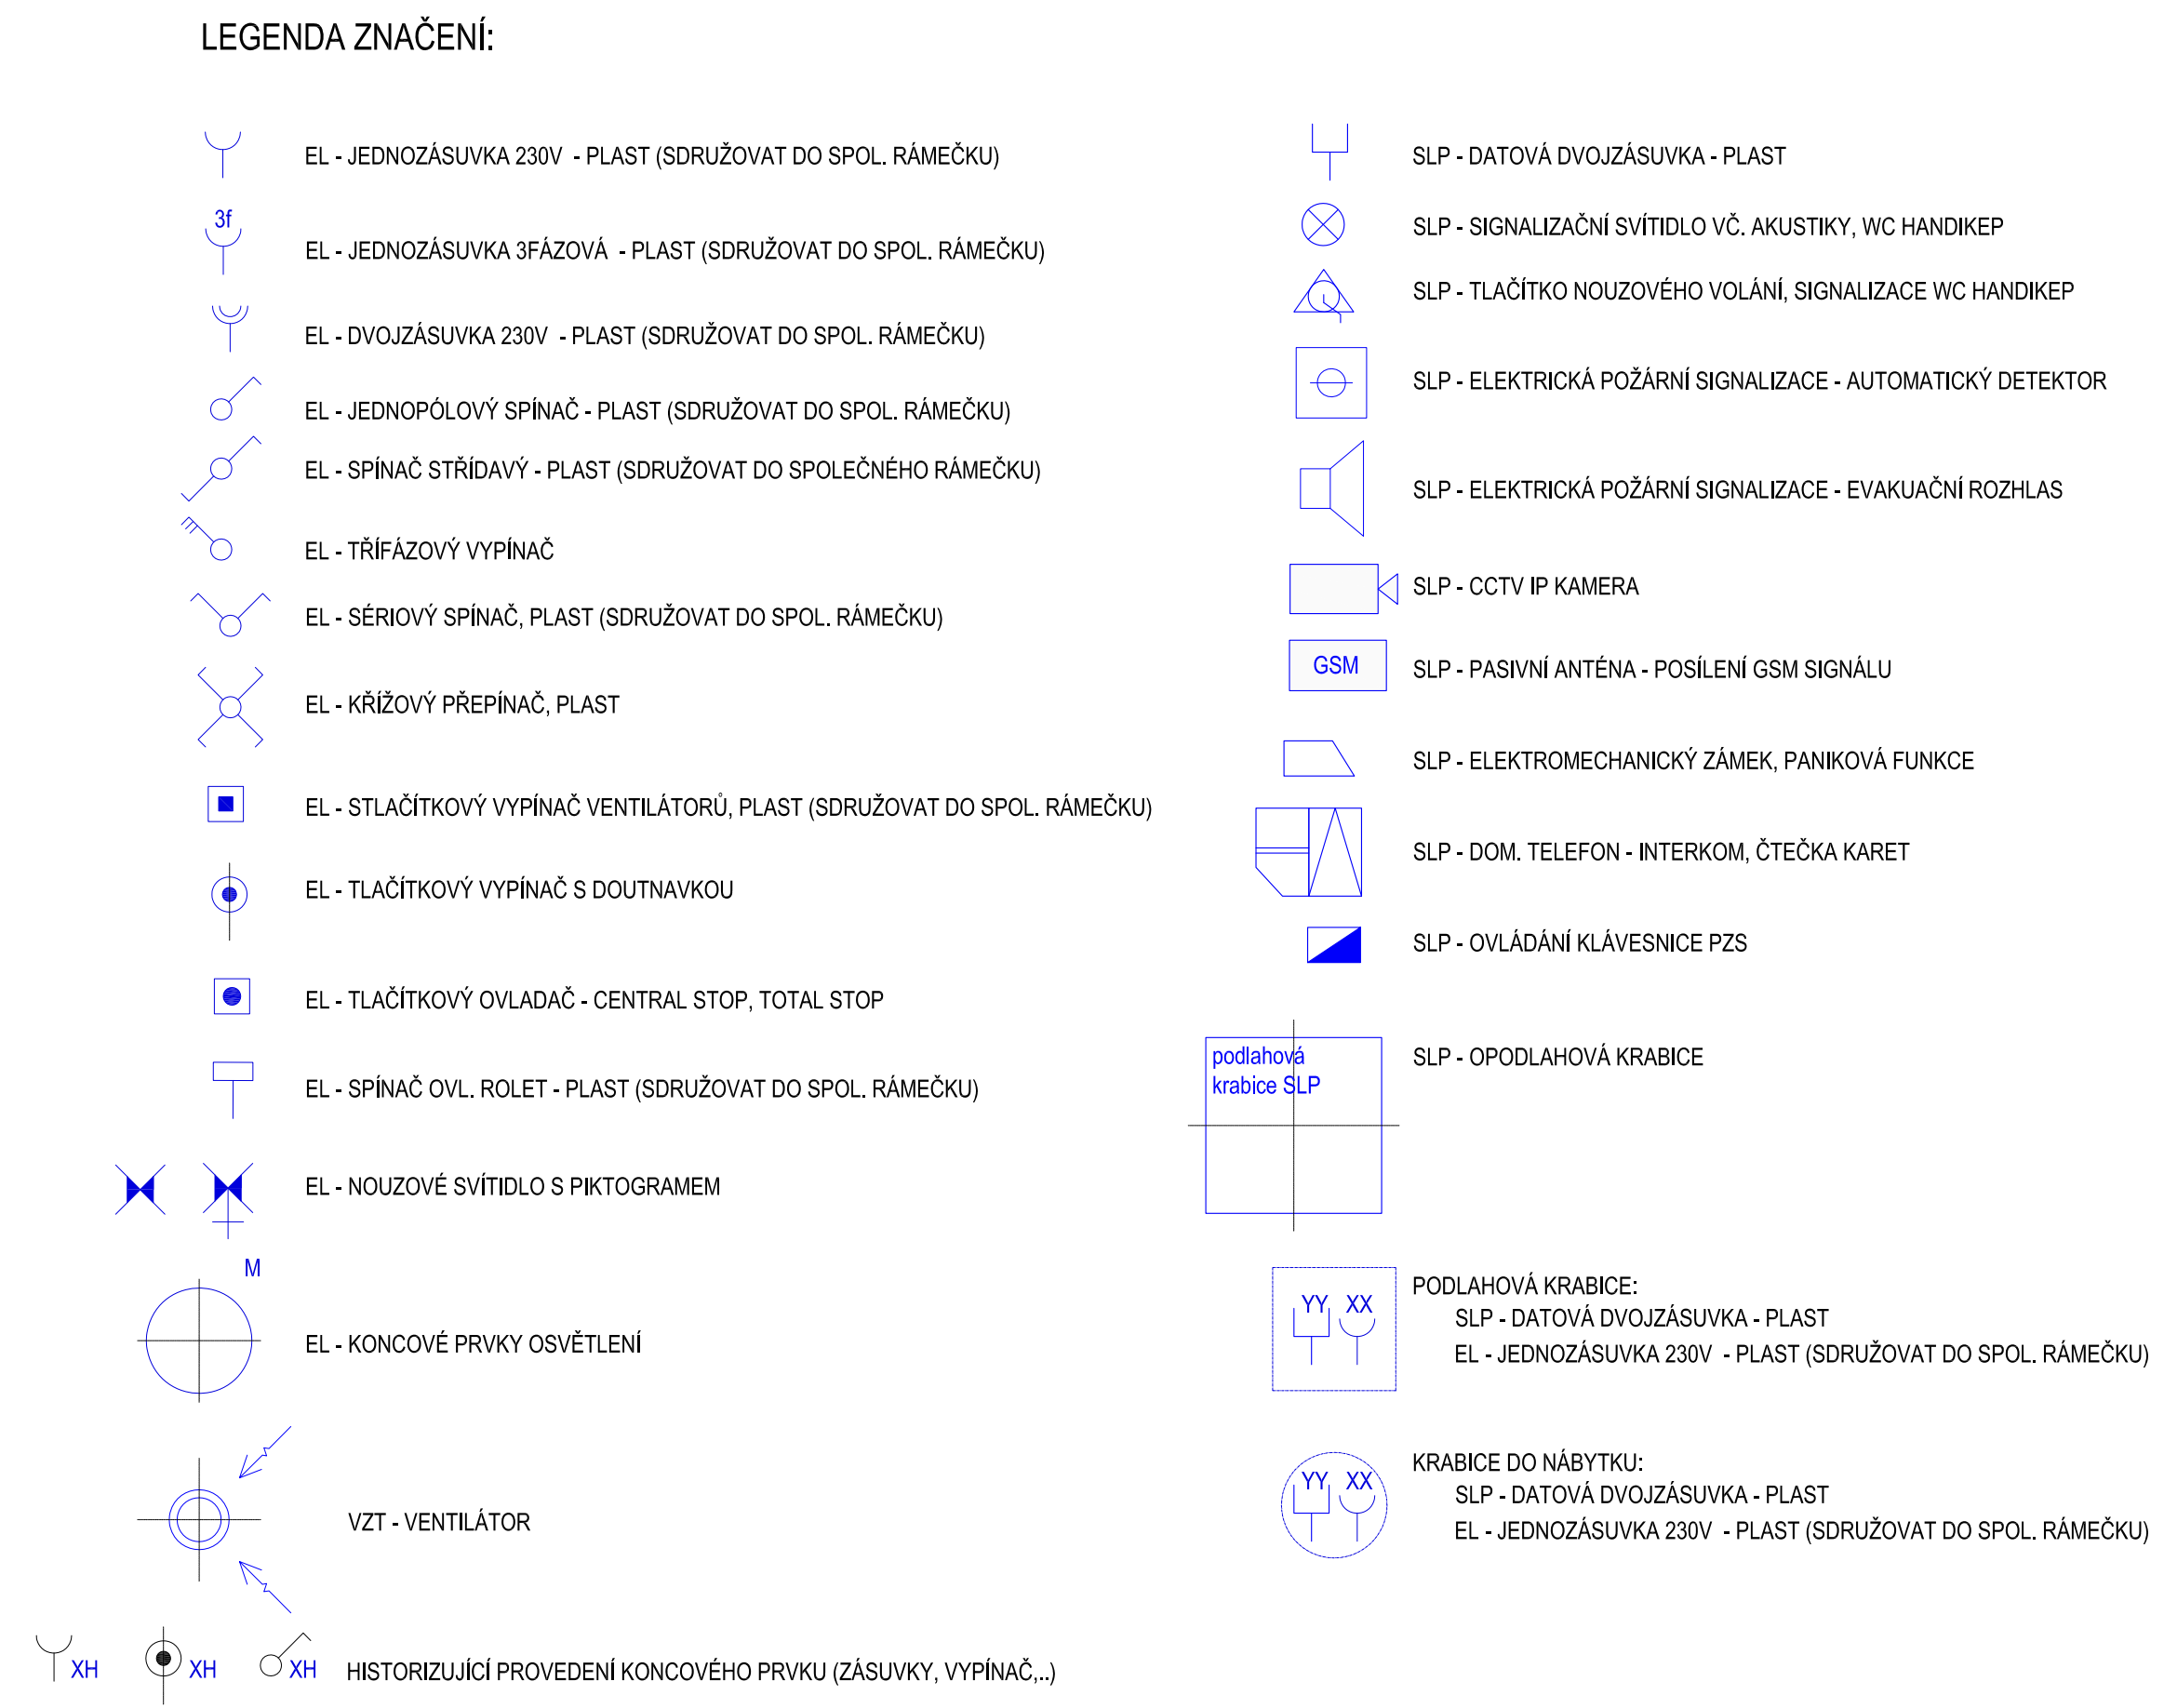 LEGENDA ZNAČENÍ:
EL - JEDNOZÁSUVKA 230V - PLAST (SDRUŽOVAT DO SPOL. RÁMEČKU)
3f
EL - JEDNOZÁSUVKA 3FÁZOVÁ - PLAST (SDRUŽOVAT DO SPOL. RÁMEČKU)
EL - DVOJZÁSUVKA 230V - PLAST (SDRUŽOVAT DO SPOL. RÁMEČKU)
EL - JEDNOPÓLOVÝ SPÍNAČ - PLAST (SDRUŽOVAT DO SPOL. RÁMEČKU)
EL - SPÍNAČ STŘÍDAVÝ - PLAST (SDRUŽOVAT DO SPOLEČNÉHO RÁMEČKU)
EL - TŘÍFÁZOVÝ VYPÍNAČ
EL - SÉRIOVÝ SPÍNAČ, PLAST (SDRUŽOVAT DO SPOL. RÁMEČKU)
EL - KŘÍŽOVÝ PŘEPÍNAČ, PLAST
EL - STLAČÍTKOVÝ VYPÍNAČ VENTILÁTORŮ, PLAST (SDRUŽOVAT DO SPOL. RÁMEČKU)
EL - TLAČÍTKOVÝ VYPÍNAČ S DOUTNAVKOU
EL - TLAČÍTKOVÝ OVLADAČ - CENTRAL STOP, TOTAL STOP
EL - SPÍNAČ OVL. ROLET - PLAST (SDRUŽOVAT DO SPOL. RÁMEČKU)
EL - NOUZOVÉ SVÍTIDLO S PIKTOGRAMEM
M
EL - KONCOVÉ PRVKY OSVĚTLENÍ
VZT - VENTILÁTOR
XH XH XH HISTORIZUJÍCÍ PROVEDENÍ KONCOVÉHO PRVKU (ZÁSUVKY, VYPÍNAČ,..)
SLP - DATOVÁ DVOJZÁSUVKA - PLAST
SLP - SIGNALIZAČNÍ SVÍTIDLO VČ. AKUSTIKY, WC HANDIKEP
SLP - TLAČÍTKO NOUZOVÉHO VOLÁNÍ, SIGNALIZACE WC HANDIKEP
SLP - ELEKTRICKÁ POŽÁRNÍ SIGNALIZACE - AUTOMATICKÝ DETEKTOR
SLP - ELEKTRICKÁ POŽÁRNÍ SIGNALIZACE - EVAKUAČNÍ ROZHLAS
SLP - CCTV IP KAMERA
GSM SLP - PASIVNÍ ANTÉNA - POSÍLENÍ GSM SIGNÁLU
SLP - ELEKTROMECHANICKÝ ZÁMEK, PANIKOVÁ FUNKCE
SLP - DOM. TELEFON - INTERKOM, ČTEČKA KARET
SLP - OVLÁDÁNÍ KLÁVESNICE PZS
podlahová
krabice SLP
SLP - OPODLAHOVÁ KRABICE
PODLAHOVÁ KRABICE:
YY XX
SLP - DATOVÁ DVOJZÁSUVKA - PLAST
EL - JEDNOZÁSUVKA 230V - PLAST (SDRUŽOVAT DO SPOL. RÁMEČKU)
KRABICE DO NÁBYTKU:
YY XX
SLP - DATOVÁ DVOJZÁSUVKA - PLAST
EL - JEDNOZÁSUVKA 230V - PLAST (SDRUŽOVAT DO SPOL. RÁMEČKU)